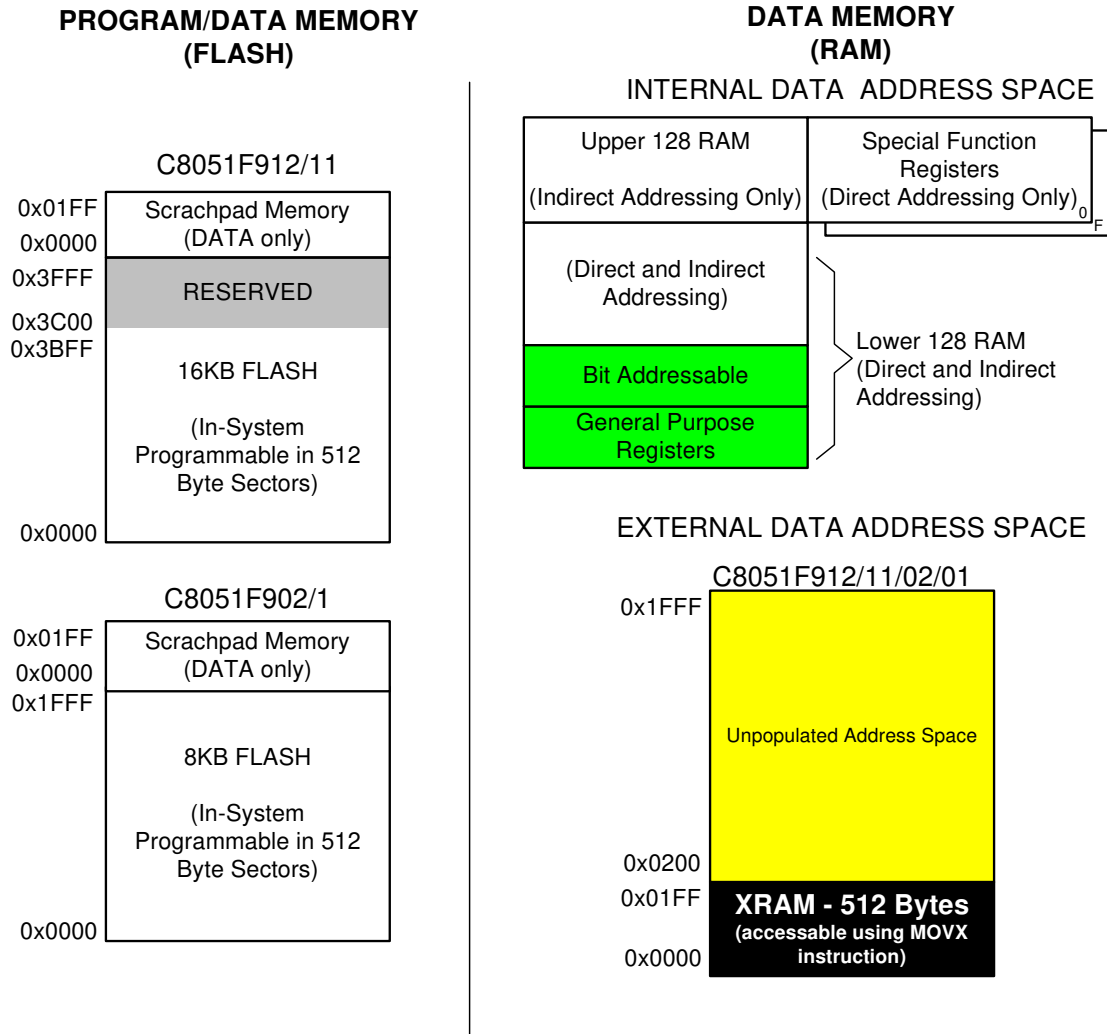 PROGRAM/DATA MEMORY
(FLASH)
C8051F912/11
0x01FF
Scrachpad Memory
(DATA only)
0x0000
0x3FFF
RESERVED
0x3C00
0x3BFF
16KB FLASH
(In-System
Programmable in 512
Byte Sectors)
0x0000
C8051F902/1
0x01FF
Scrachpad Memory
(DATA only)
0x0000
0x1FFF
8KB FLASH
(In-System
Programmable in 512
Byte Sectors)
0x0000
DATA MEMORY
(RAM)
INTERNAL DATA ADDRESS SPACE
Upper 128 RAM
(Indirect Addressing Only)
Special Function
Registers
(Direct Addressing Only)
0
F
(Direct and Indirect
Addressing)
Bit Addressable
General Purpose
Registers
Lower 128 RAM
(Direct and Indirect
Addressing)
EXTERNAL DATA ADDRESS SPACE
C8051F912/11/02/01
0x1FFF
Unpopulated Address Space
0x0200
0x01FF
XRAM - 512 Bytes
(accessable using MOVX
instruction)
0x0000